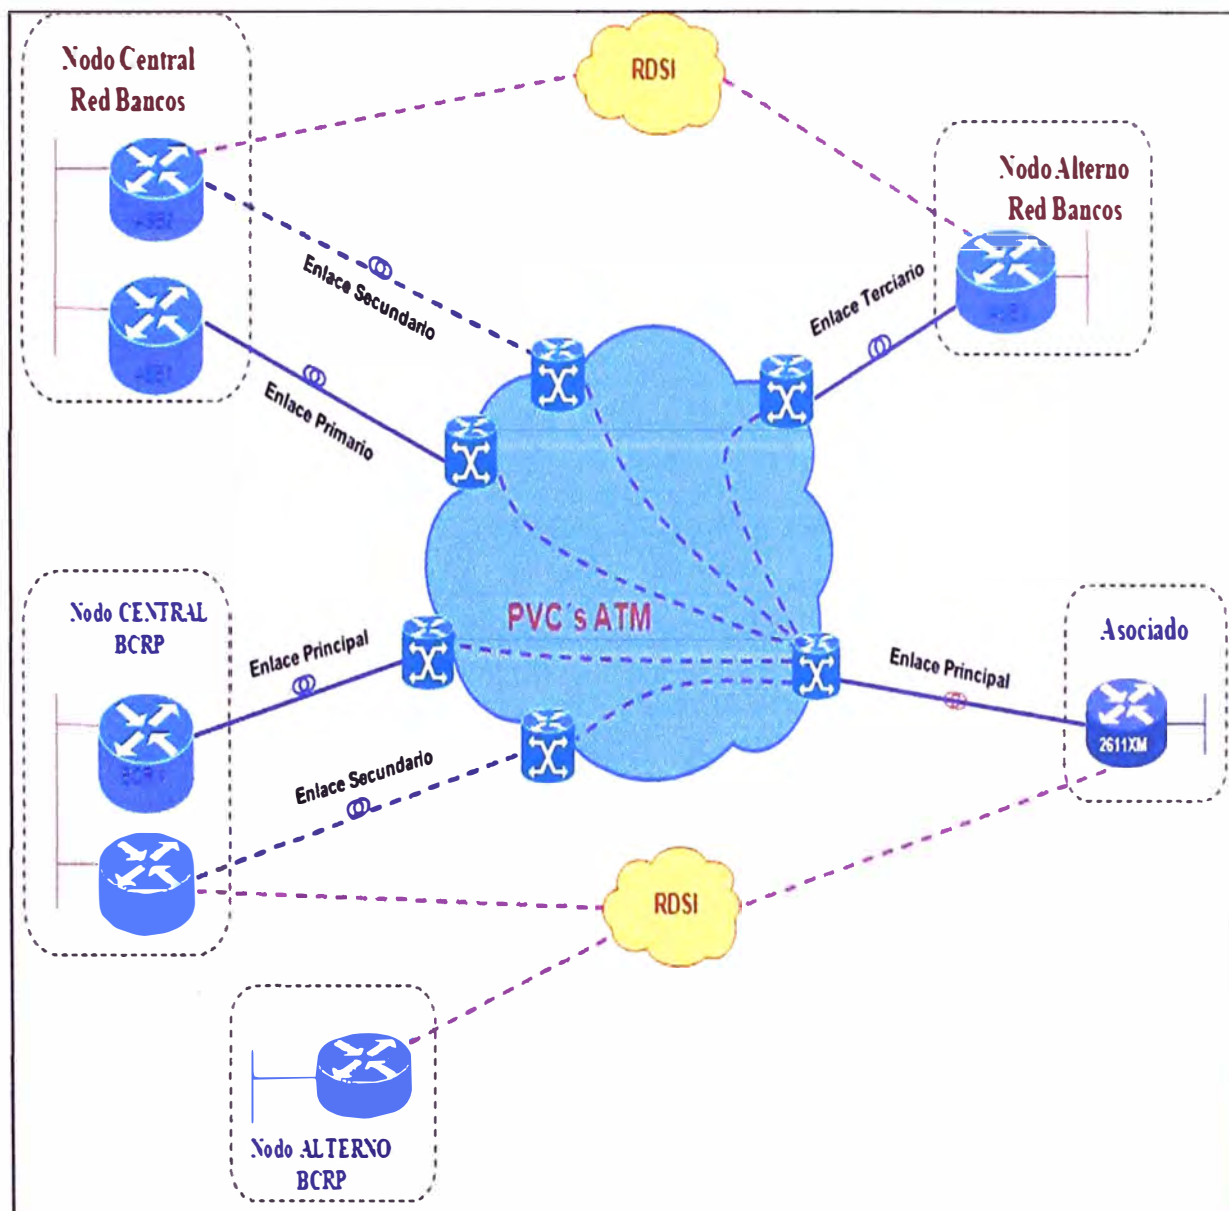 Nodo Central
Red Bancos
RDSI
Nodo Alterno
Red Bancos
Enlace Secundario
Enlace Terciario
Enlace Primario
PVC´s ATM
Nodo CENTRAL
BCRP
Enlace Principal
Enlace Principal
Asociado
2611XM
Enlace Secundario
RDSI
Nodo ALTERNO
BCRP